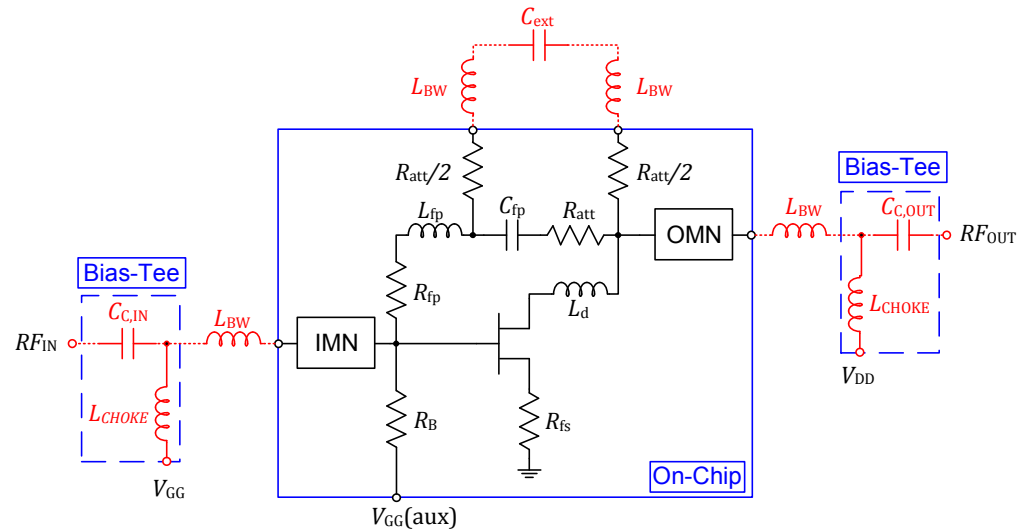 C_ext
L_BW
L_BW
R_att/2
R_att/2
Bias-Tee
L_fp
C_fp
R_att
L_BW
C_C,OUT
OMN
RF_OUT
Bias-Tee
R_fp
L_d
L_CHOKE
C_C,IN
L_BW
RF_IN
IMN
V_DD
L_CHOKE
R_B
R_fs
V_GG
On-Chip
V_GG(aux)